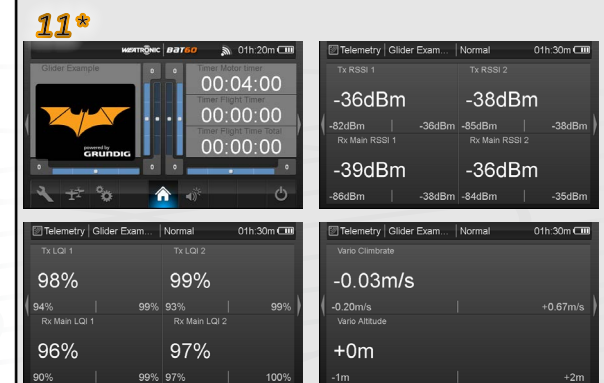 11*
WEATRONIC BAT60 01h:20m
Glider Example
0 0
Timer Motor timer
00:04:00
Timer Flight Timer
00:00:00
Timer Flight Time Total
00:00:00
powered by
GRUNDIG
0 0
Telemetry Glider Exam... Normal 01h:30m
Tx RSSI 1 Tx RSSI 2
-36dBm -38dBm
-82dBm -36dBm -85dBm -38dBm
Rx Main RSSI 1 Rx Main RSSI 2
-39dBm -36dBm
-86dBm -38dBm -84dBm -35dBm
Telemetry Glider Exam... Normal 01h:30m
Tx LQI 1 Tx LQI 2
98% 99%
94% 99% 93% 99%
Rx Main LQI 1 Rx Main LQI 2
96% 97%
90% 99% 97% 100%
Telemetry Glider Exam... Normal 01h:30m
Vario Climbrate
-0.03m/s
-0.20m/s +0.67m/s
Vario Altitude
+0m
-1m +2m